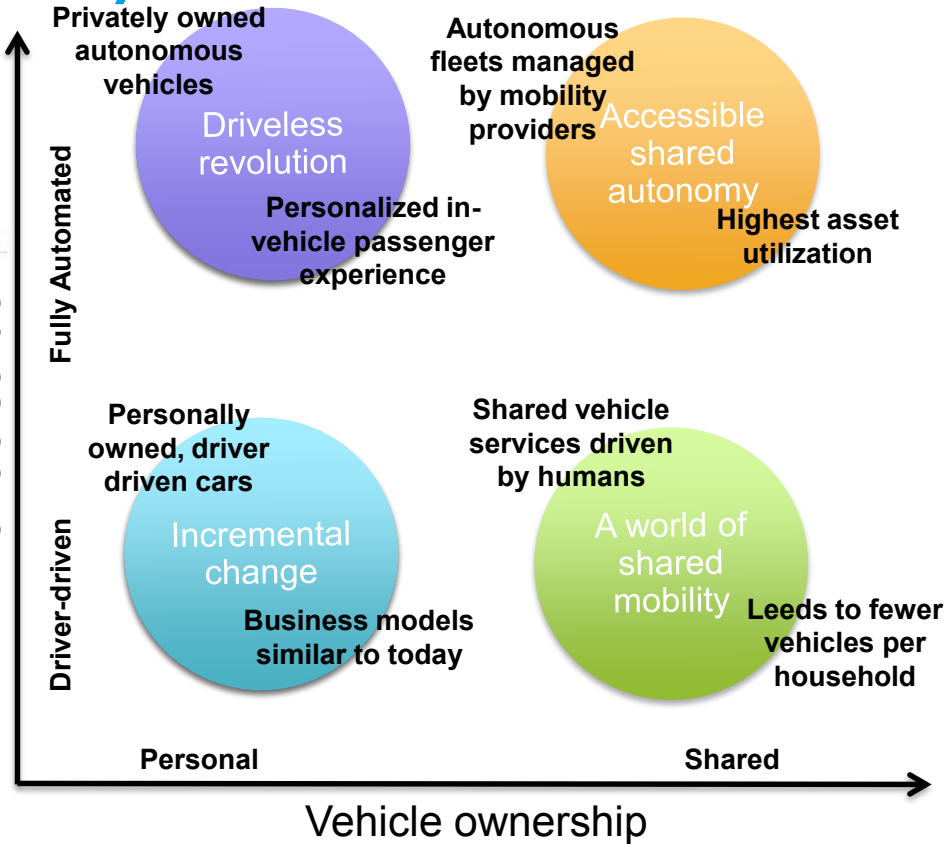 Privately owned
autonomous
vehicles
Driveless
revolution
Personalized in-
vehicle passenger
experience
Autonomous
fleets managed
by mobility
providers
Accessible
shared
autonomy
Highest asset
utilization
Fully Automated
Personally
owned, driver
driven cars
Incremental
change
Business models
similar to today
Shared vehicle
services driven
by humans
A world of
shared
mobility
Leeds to fewer
vehicles per
household
Driver-driven
Personal
Shared
Vehicle ownership